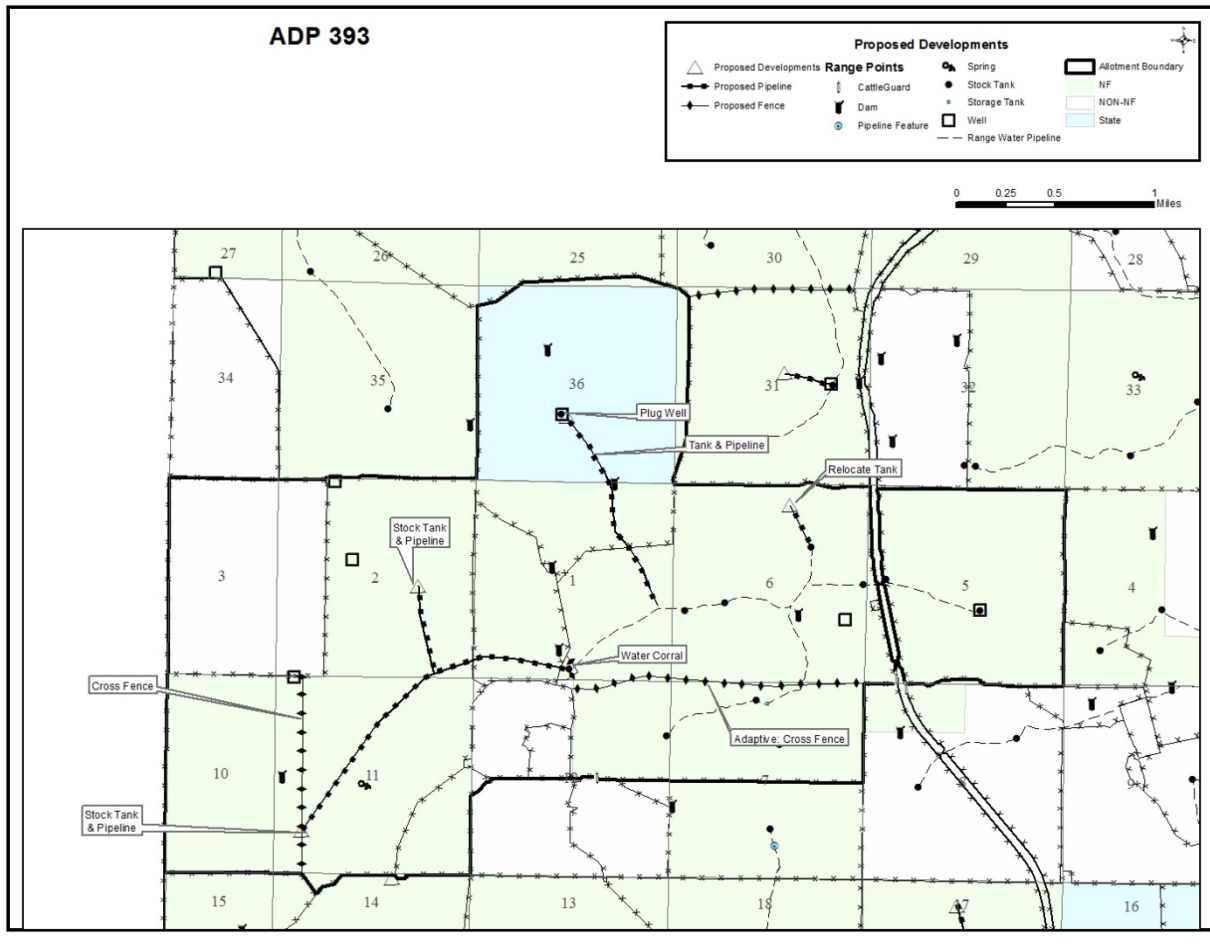 ADP 393
Proposed Developments
Proposed Developments
Proposed Pipeline
Proposed Fence
Range Points
CattleGuard
Dam
Pipeline Feature
Spring
Stock Tank
Storage Tank
Well
Range Water Pipeline
Allotment Boundary
NF
NON-NF
State
0 0.25 0.5 1
Miles
27 26 25 30 29 28
34 35 36 31 32 33
Plug Well
Tank & Pipeline
Relocate Tank
Stock Tank
& Pipeline
3 2 1 6 5 4
Water Corral
Cross Fence
Adaptive: Cross Fence
10 11 12 7 9
Stock Tank
& Pipeline
15 14 13 18 17 16